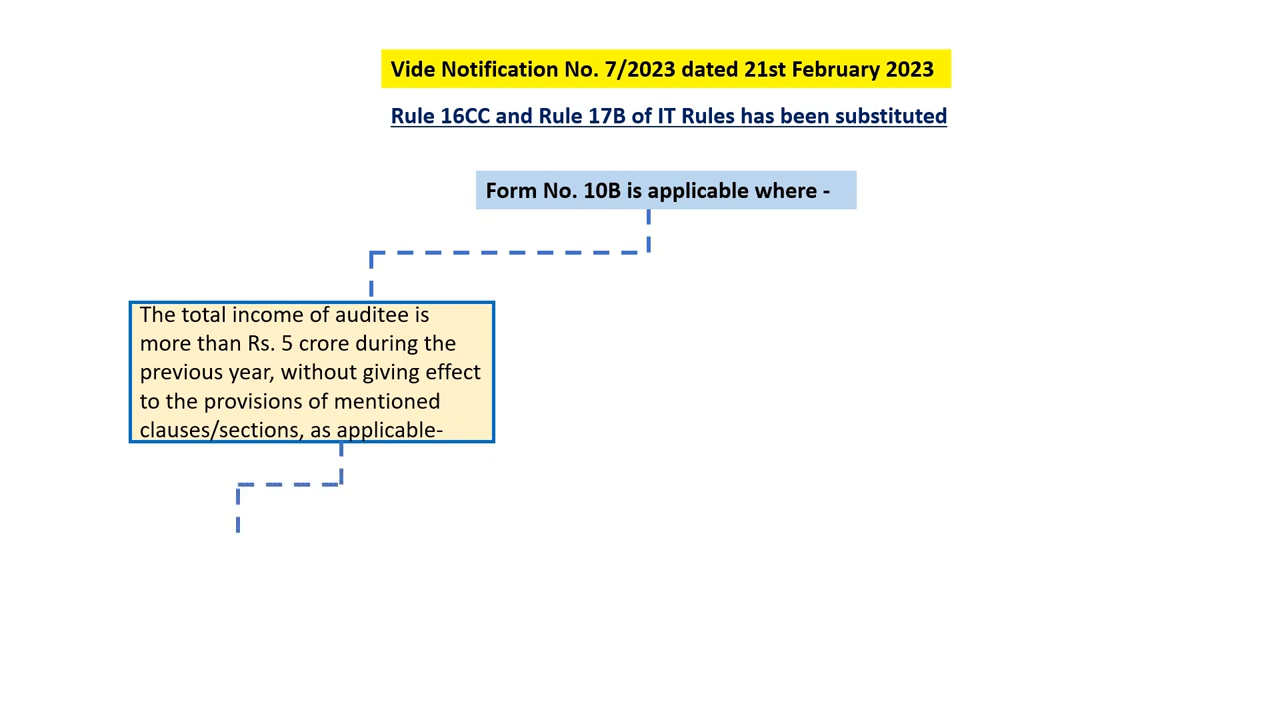 Vide Notification No. 7/2023 dated 21st February 2023
Rule 16CC and Rule 17B of IT Rules has been substituted
Form No. 10B is applicable where -
The total income of auditee is
more than Rs. 5 crore during the
previous year, without giving effect
to the provisions of mentioned
clauses/sections, as applicable-